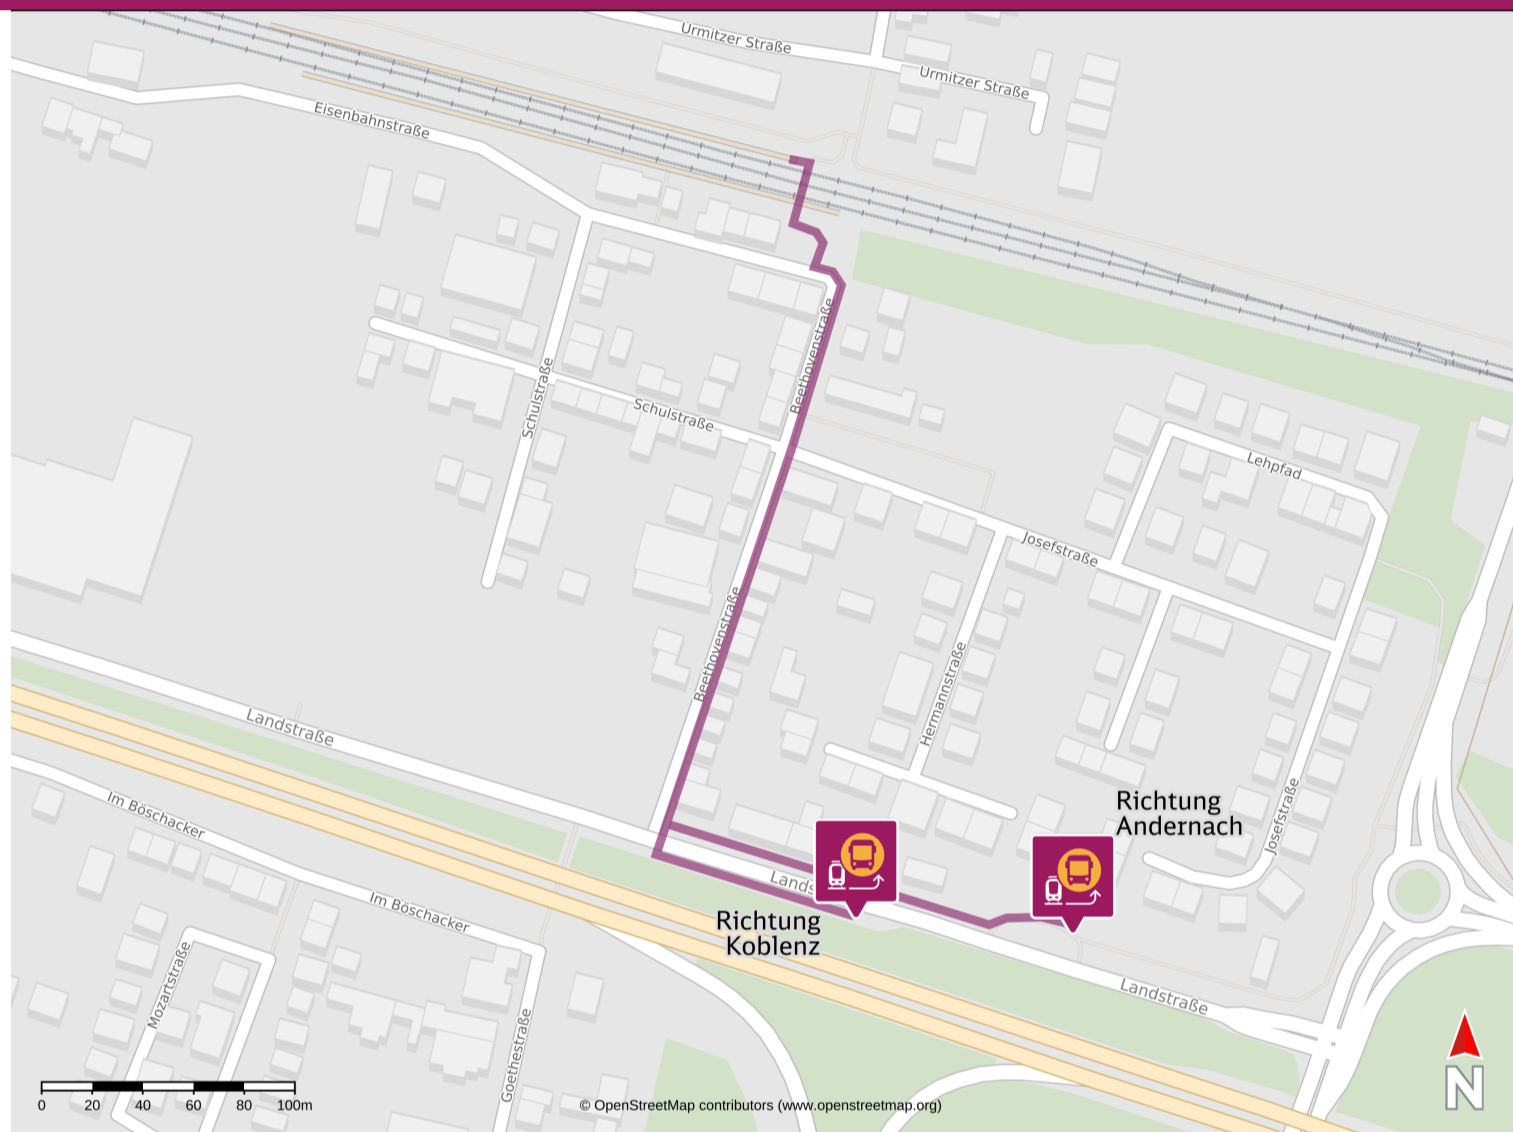 Urmitzer Straße
Urmitzer Straße
Eisenbahnstraße
Beethovenstraße
Schulstraße
Schulstraße
Lehpfad
Josefstraße
Beethovenstraße
Hermannstraße
Landstraße
Richtung
Andernach
Josefstraße
Im Böschacker
Lands
Im Böschacker
Richtung
Koblenz
Mozartstraße
Landstraße
Goethestraße
N
0 20 40 60 80 100m
© OpenStreetMap contributors (www.openstreetmap.org)